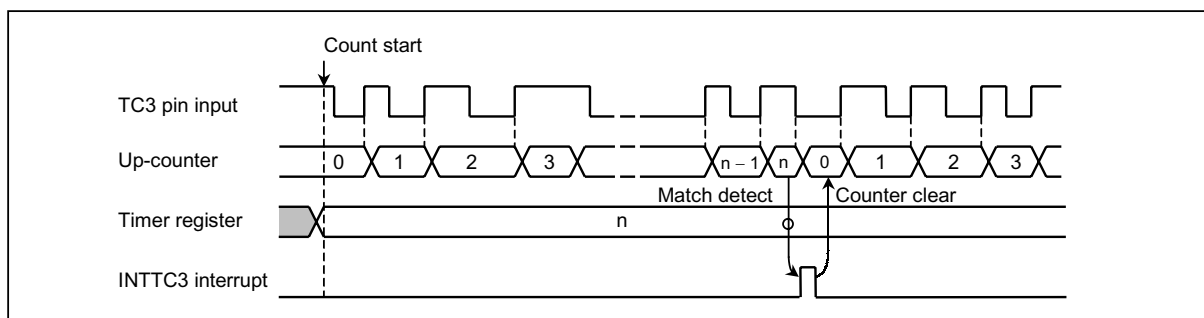 Count start
TC3 pin input
Up-counter 0 1 2 3 n − 1 n 0 1 2 3
Match detect Counter clear
Timer register n
INTTC3 interrupt